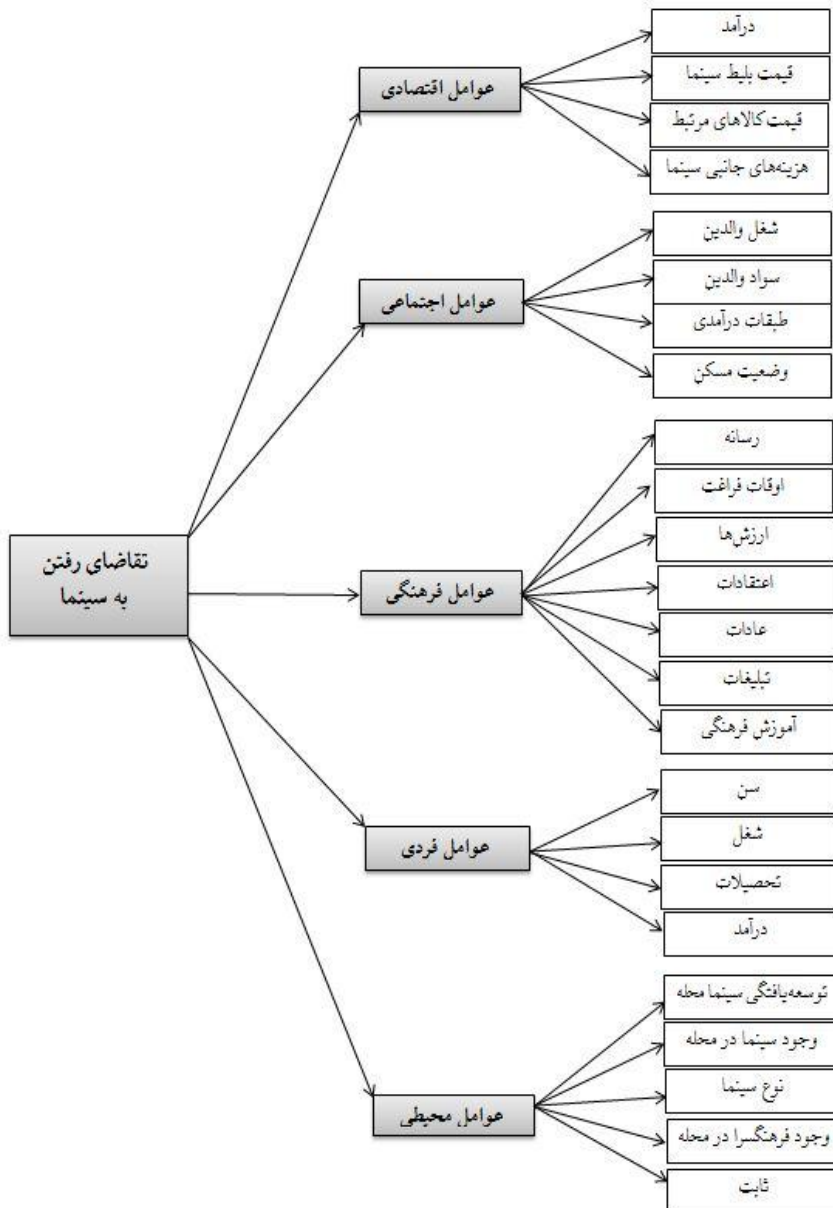 تقاضای رفتن
به سینما
عوامل اقتصادی
درآمد
قیمت بلیط سینما
قیمت کالاهای مرتبط
هزینه‌های جانبی سینما
عوامل اجتماعی
شغل والدین
سواد والدین
طبقات درآمدی
وضعیت مسکن
عوامل فرهنگی
رسانه
اوقات فراغت
ارزش‌ها
اعتقادات
عادات
تبلیغات
آموزش فرهنگی
عوامل فردی
سن
شغل
تحصیلات
درآمد
عوامل محیطی
توسعه‌یافتگی سینما محله
وجود سینما در محله
نوع سینما
وجود فرهنگسرا در محله
ثابت